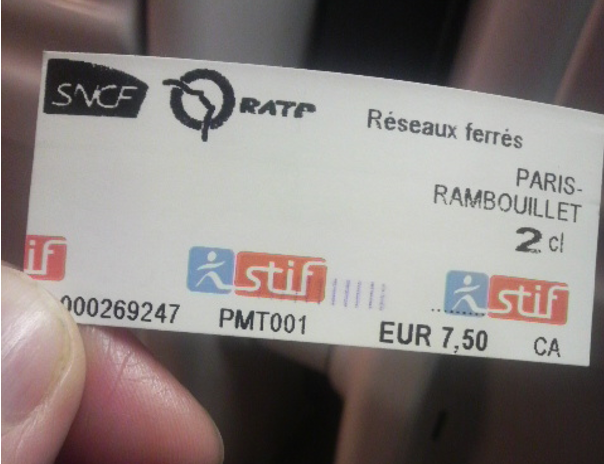 SNCF RATP Réseaux ferrés
PARIS-
RAMBOUILLET
2 cl
if stif stif
000269247 PMT001 EUR 7,50 CA